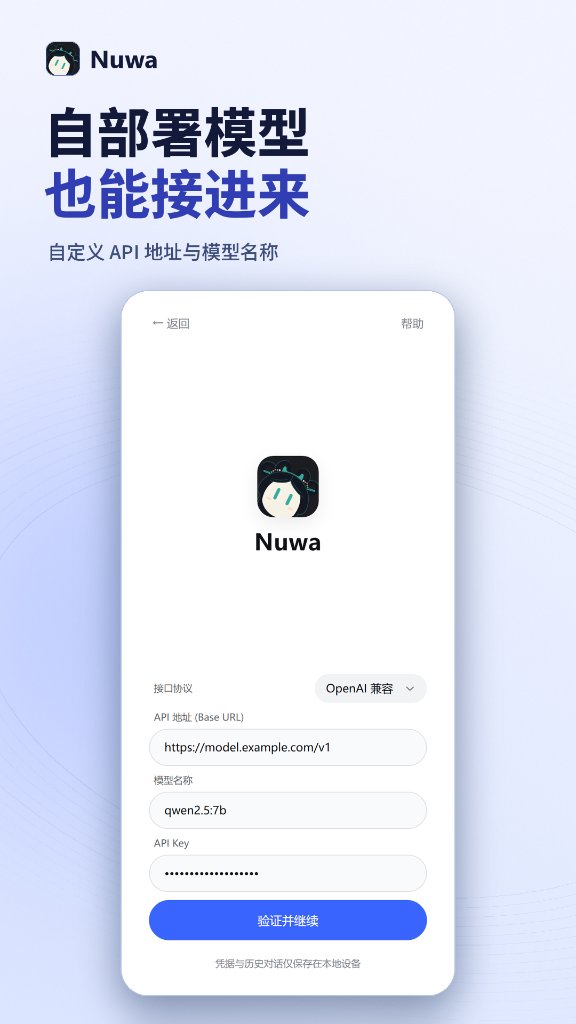 Nuwa
自部署模型
也能接进来
自定义 API 地址与模型名称
← 返回
帮助
Nuwa
接口协议
OpenAI 兼容
API 地址 (Base URL)
https://model.example.com/v1
模型名称
qwen2.5:7b
API Key
•••••••••••••••••••
验证并继续
凭据与历史对话仅保存在本地设备